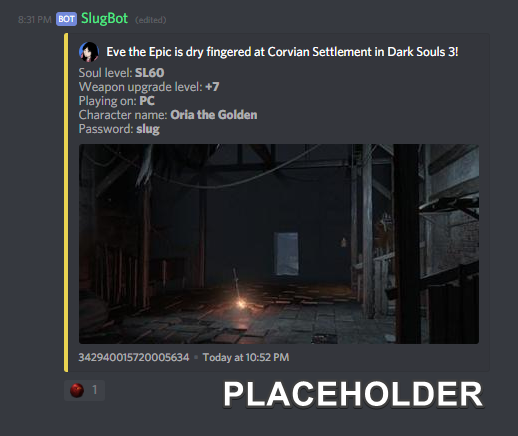 8:31 PM BOT SlugBot (edited)
Eve the Epic is dry fingered at Corvian Settlement in Dark Souls 3!
Soul level: SL60
Weapon upgrade level: +7
Playing on: PC
Character name: Oria the Golden
Password: slug
342940015720005634 • Today at 10:52 PM
1
PLACEHOLDER